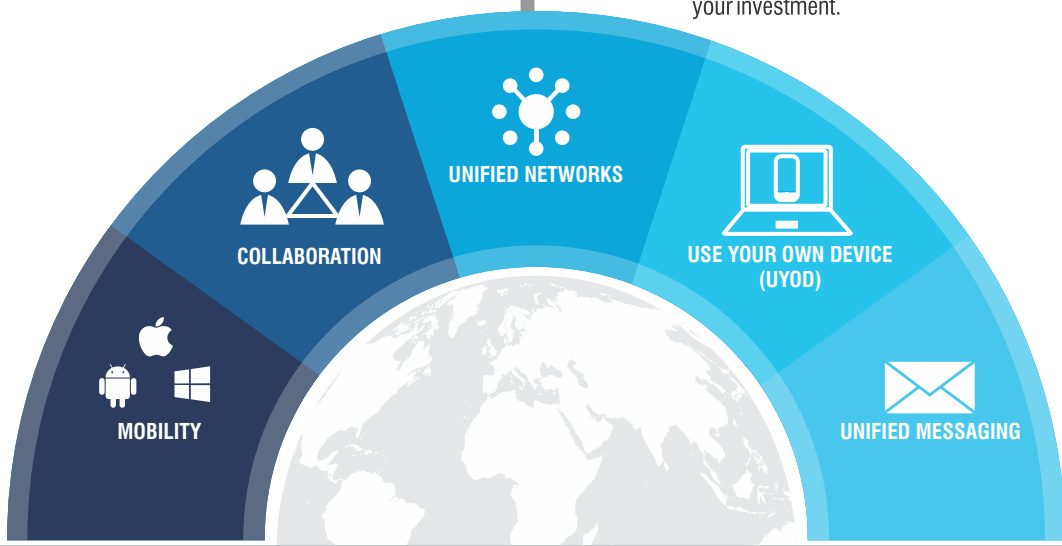 your investment.
UNIFIED NETWORKS
COLLABORATION
USE YOUR OWN DEVICE
(UYOD)
MOBILITY
UNIFIED MESSAGING